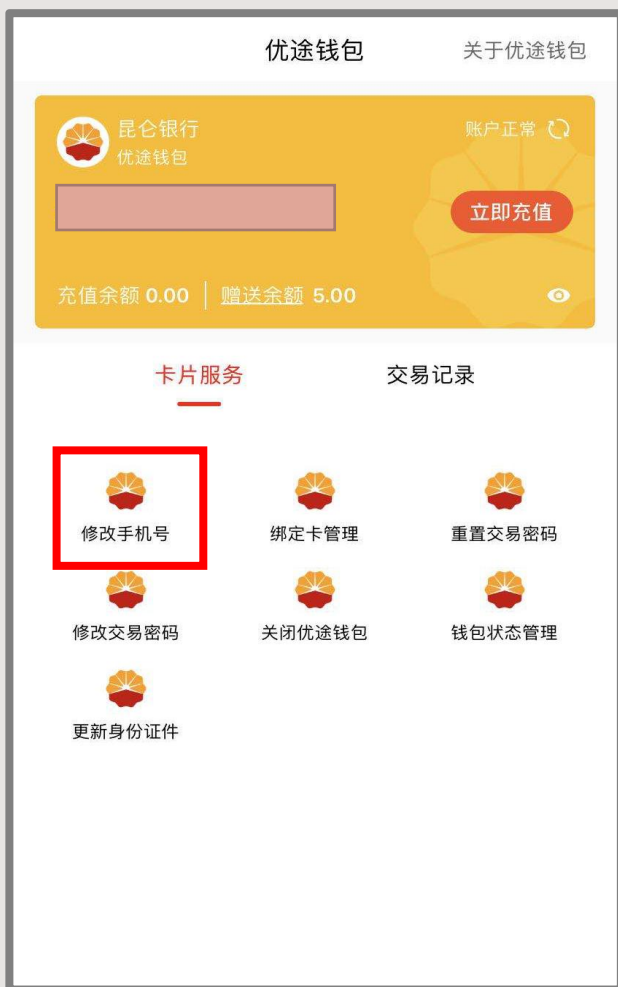 优途钱包 关于优途钱包
昆仑银行 账户正常
优途钱包
立即充值
充值余额 0.00 赠送余额 5.00
卡片服务 交易记录
修改手机号 绑定卡管理 重置交易密码
修改交易密码 关闭优途钱包 钱包状态管理
更新身份证件